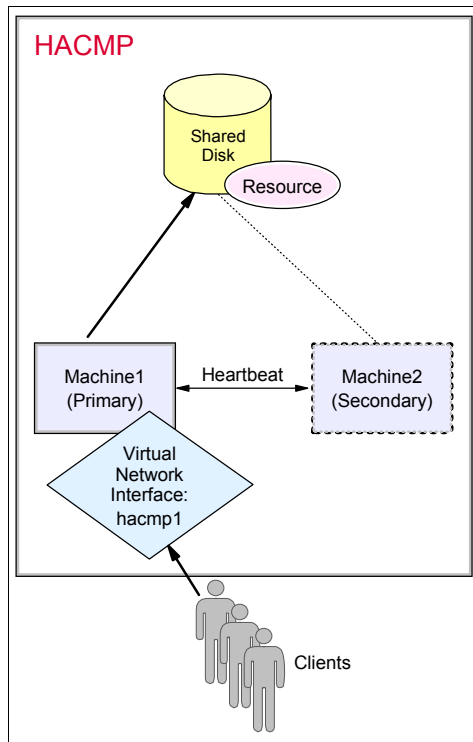 HACMP
Shared
Disk
Resource
Machine1
(Primary)
Heartbeat
Machine2
(Secondary)
Virtual
Network
Interface:
hacmp1
Clients